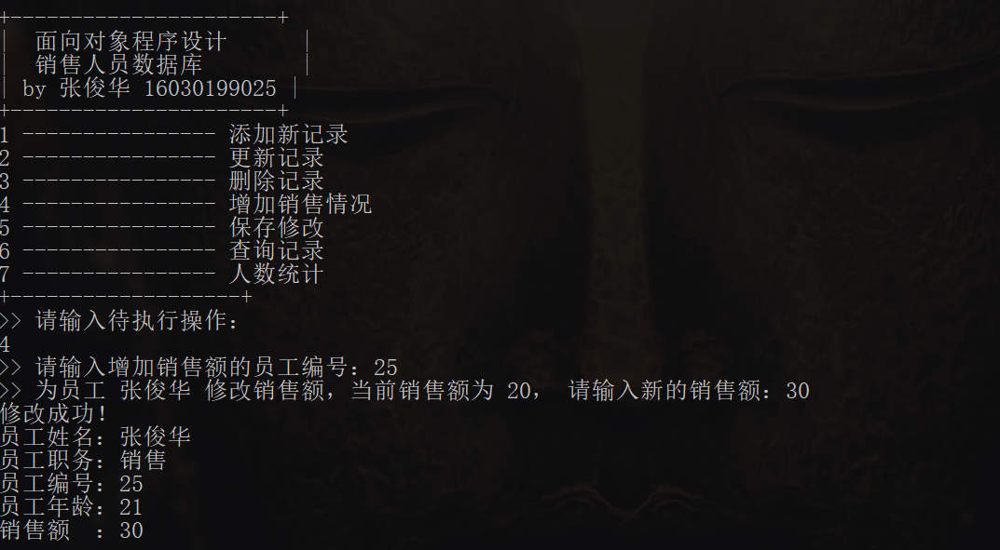 +----------------------+
|  面向对象程序设计      |
|  销售人员数据库        |
| by 张俊华 16030199025 |
+----------------------+
1 ---------------- 添加新记录
2 ---------------- 更新记录
3 ---------------- 删除记录
4 ---------------- 增加销售情况
5 ---------------- 保存修改
6 ---------------- 查询记录
7 ---------------- 人数统计
+-------------------+
>> 请输入待执行操作：
4
>> 请输入增加销售额的员工编号：25
>> 为员工 张俊华 修改销售额，当前销售额为 20， 请输入新的销售额：30
修改成功！
员工姓名：张俊华
员工职务：销售
员工编号：25
员工年龄：21
销售额  ：30